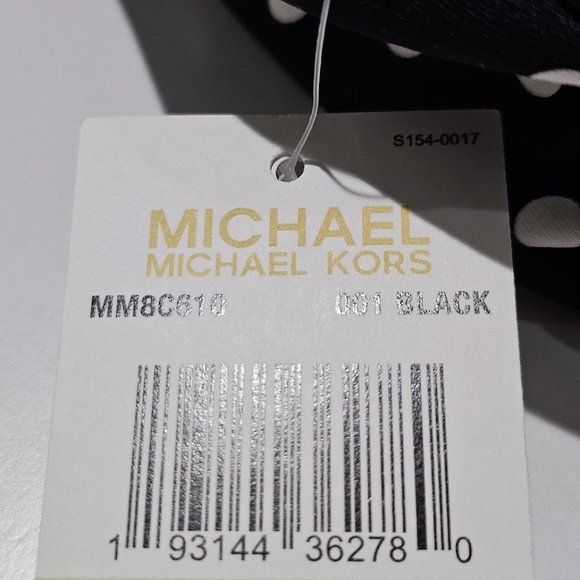 S154-0017
MICHAEL
MICHAEL KORS
MM8C610 001 BLACK
1 93144 36278 0